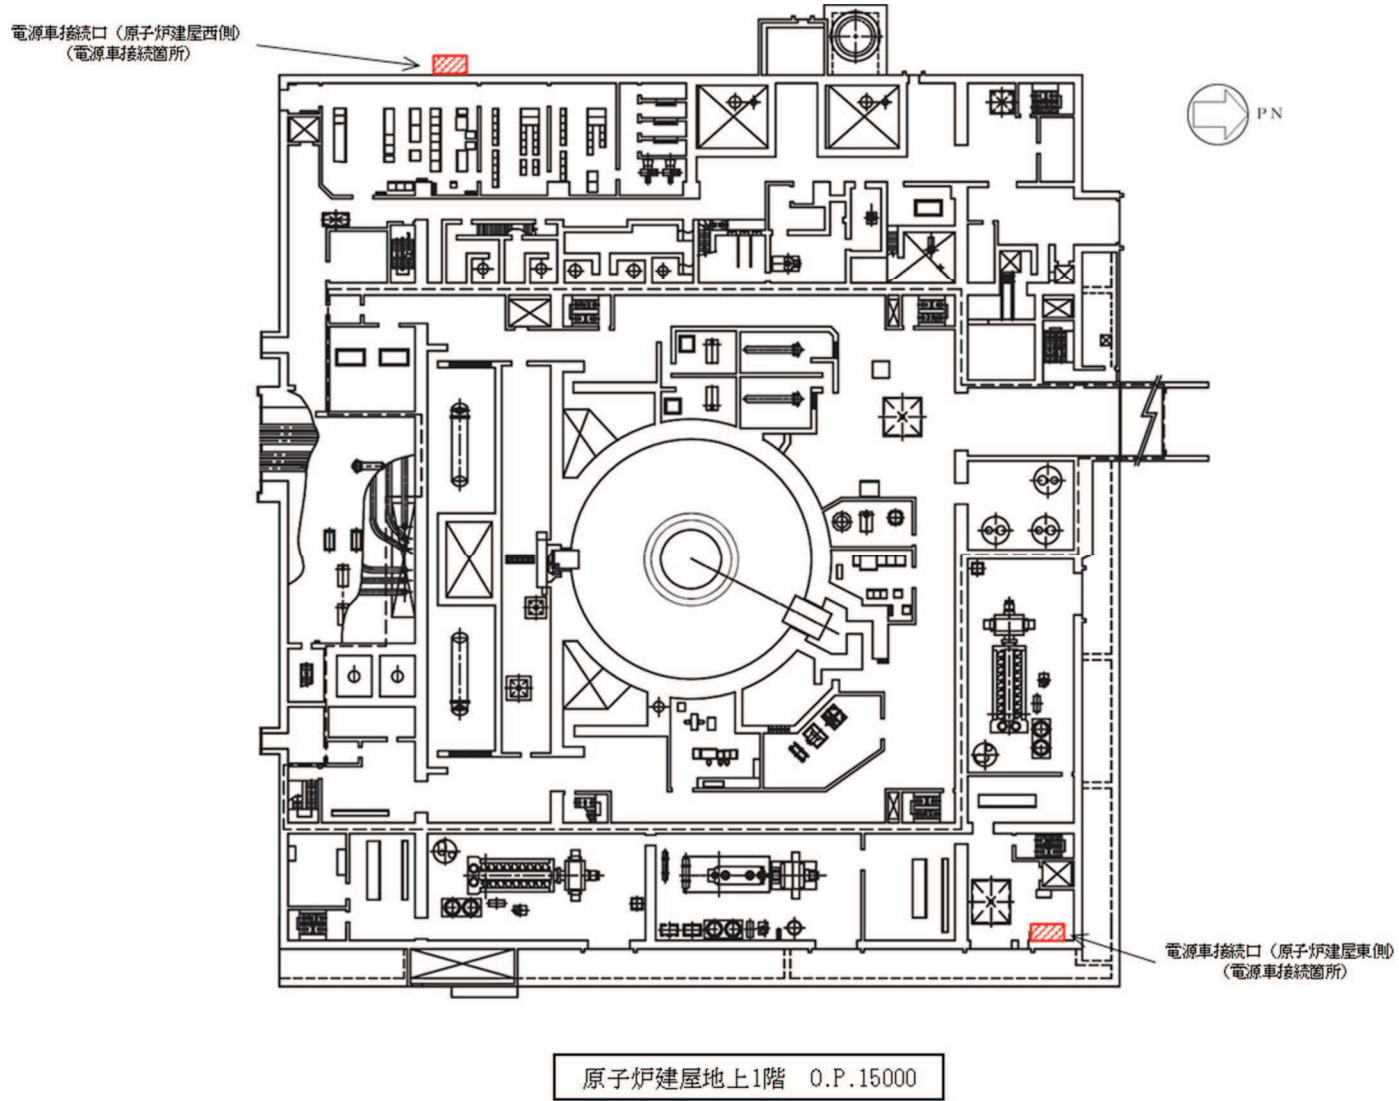 電源車接続口（原子炉建屋西側）
（電源車接続箇所）
PN
電源車接続口（原子炉建屋東側）
（電源車接続箇所）
原子炉建屋地上1階　O.P.15000